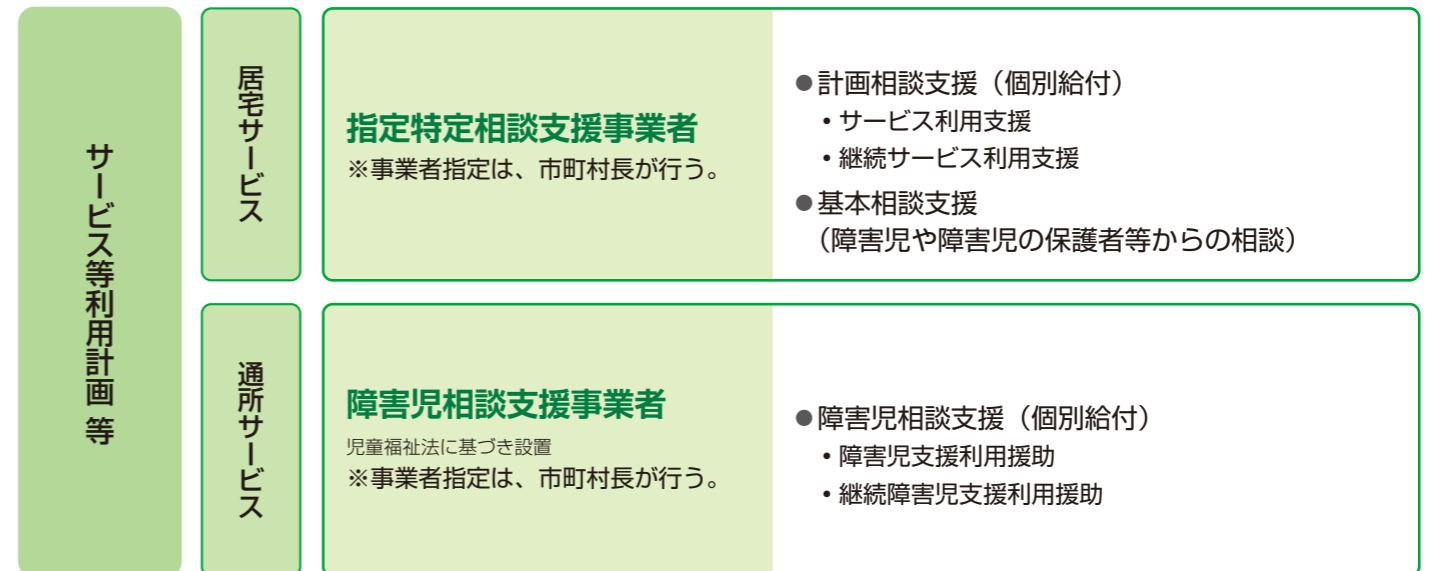 サービス等利用計画 等
居宅サービス
指定特定相談支援事業者
※事業者指定は、市町村長が行う。
●計画相談支援（個別給付）
・サービス利用支援
・継続サービス利用支援
●基本相談支援
（障害児や障害児の保護者等からの相談）
通所サービス
障害児相談支援事業者
児童福祉法に基づき設置
※事業者指定は、市町村長が行う。
●障害児相談支援（個別給付）
・障害児支援利用援助
・継続障害児支援利用援助